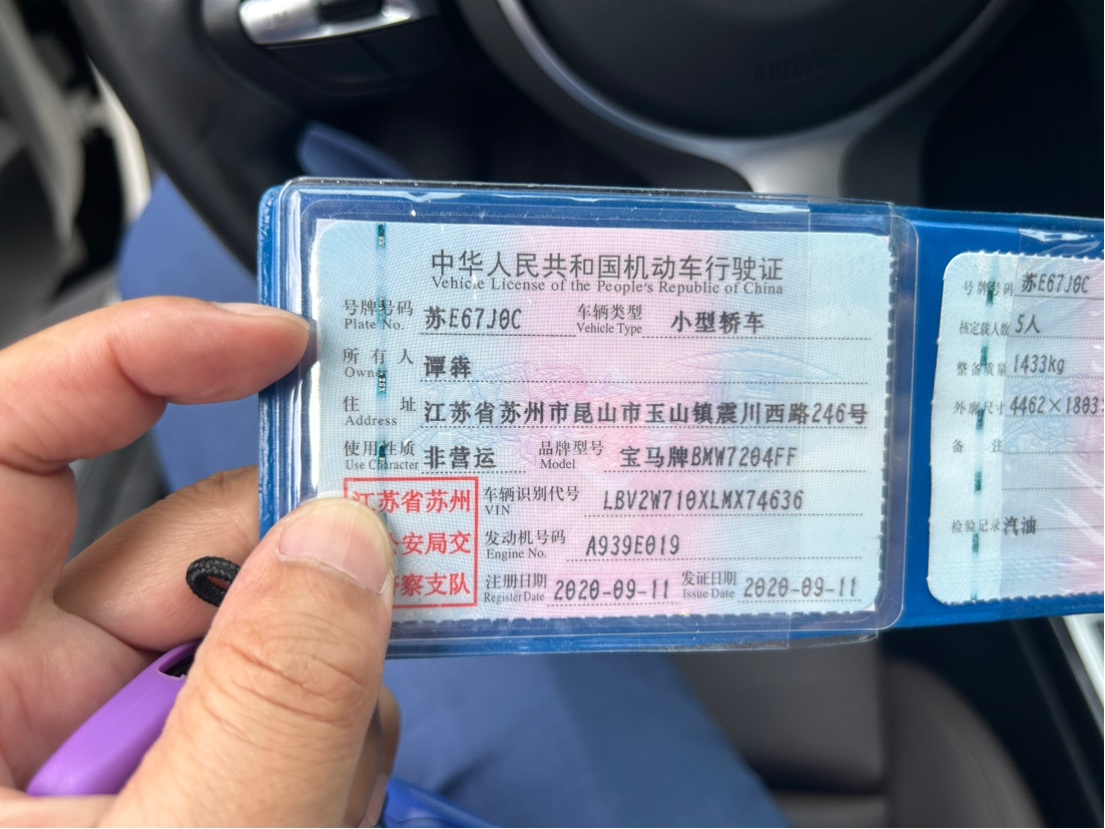 中华人民共和国机动车行驶证
Vehicle License of the People's Republic of China
号牌号码 苏E67J0C 车辆类型 小型轿车
Plate No. Vehicle Type
所有人 谭犇
Owner
住址 江苏省苏州市昆山市玉山镇震川西路246号
Address
使用性质 非营运 品牌型号 宝马牌BMW7204FF
Use Character Model
江苏省苏州
安局交
察支队
车辆识别代号 LBV2W710XLMX74636
VIN
发动机号码 A939E019
Engine No.
注册日期 2020-09-11 发证日期 2020-09-11
Register Date Issue Date
号牌号码 苏E67J0C
核定载人数 5人
整备质量 1433kg
外廓尺寸 4462×1803
备注
检验记录 汽油